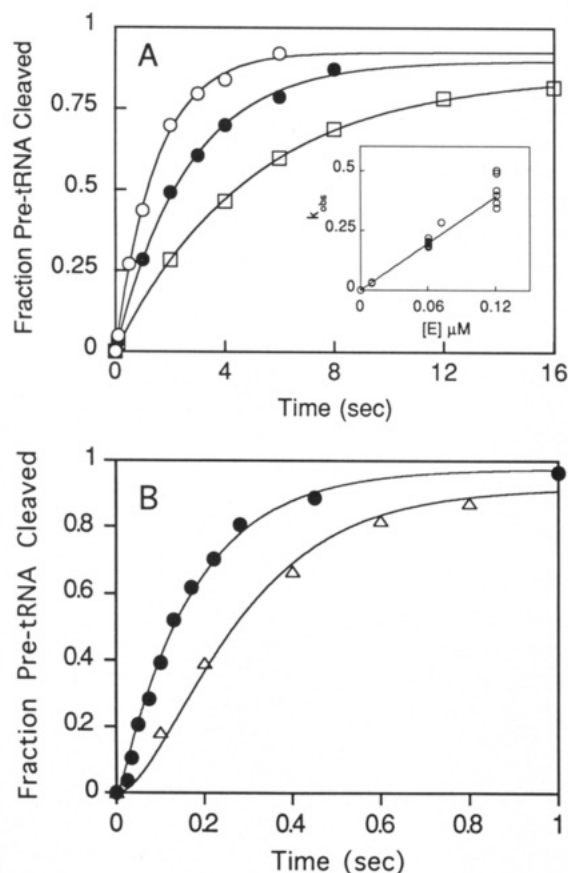 A
Fraction Pre-tRNA Cleaved
1
0.75
0.5
0.25
0
0 4 8 12 16
Time (sec)
k obs
0.5
0.25
0
0 0.06 0.12
[E] μM
B
Fraction Pre-tRNA Cleaved
1
0.8
0.6
0.4
0.2
0
0 0.2 0.4 0.6 0.8 1
Time (sec)